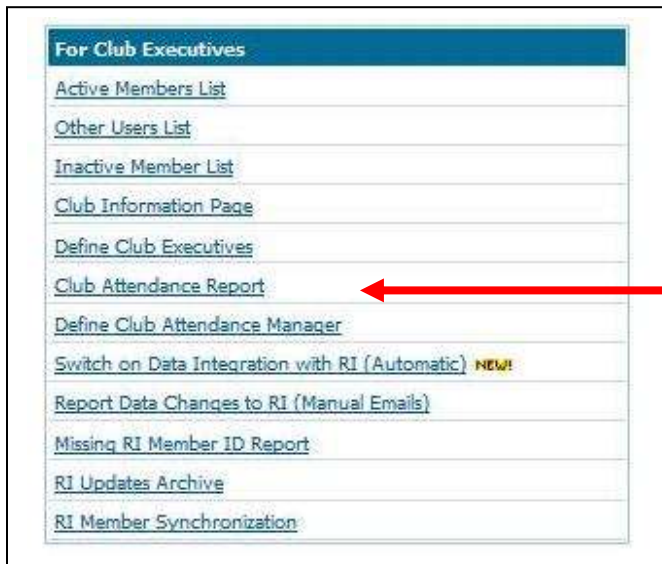 For Club Executives
Active Members List
Other Users List
Inactive Member List
Club Information Page
Define Club Executives
Club Attendance Report
Define Club Attendance Manager
Switch on Data Integration with RI (Automatic) NEW!
Report Data Changes to RI (Manual Emails)
Missing RI Member ID Report
RI Updates Archive
RI Member Synchronization